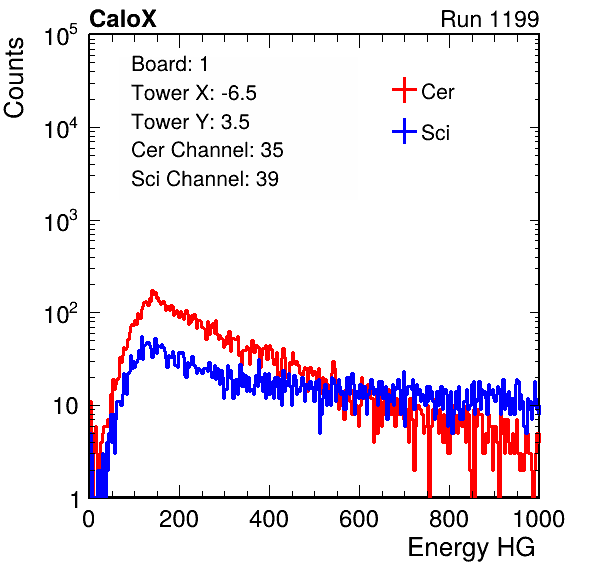 CaloX Run 1199
Counts
Board: 1
Tower X: -6.5
Tower Y: 3.5
Cer Channel: 35
Sci Channel: 39
Cer
Sci
10^5
10^4
10^3
10^2
10
1
0 200 400 600 800 1000
Energy HG